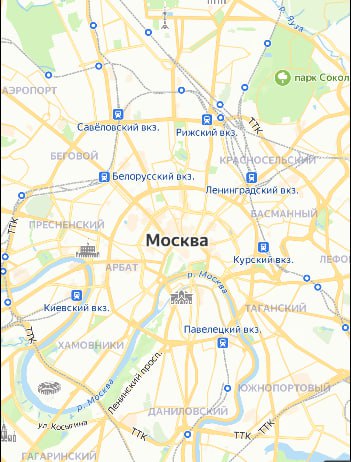 р. Яуза
парк Сокол
АЭРОПОРТ
Савёловский вкз.
Рижский вкз.
ТТК
БЕГОВОЙ
КРАСНОСЕЛЬСКИЙ
Белорусский вкз.
Ленинградский вкз.
ТТК
ПРЕСНЕНСКИЙ
БАСМАННЫЙ
Москва
АРБАТ
Курский вкз.
ЛЕФО
р. Москва
Киевский вкз.
ТАГАНСКИЙ
ТТК
Павелецкий вкз.
ХАМОВНИКИ
Ленинский просп.
р. Москва
ЮЖНОПОРТОВЫЙ
ул. Косыгина
ДАНИЛОВСКИЙ
ТТК
ТТК
ГАГАРИНСКИЙ